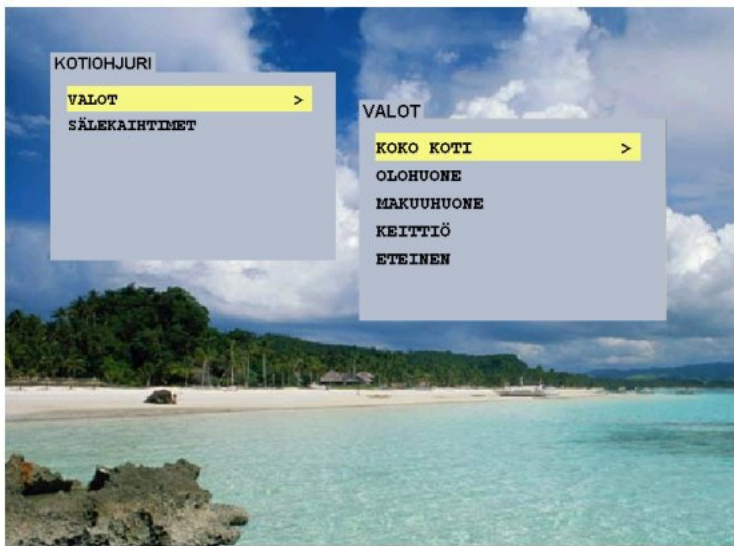 KOTIOHJURI
VALOT >
SÄLEKAIHTIMET
VALOT
KOKO KOTI >
OLOHUONE
MAKUUHUONE
KEITTIÖ
ETEINEN